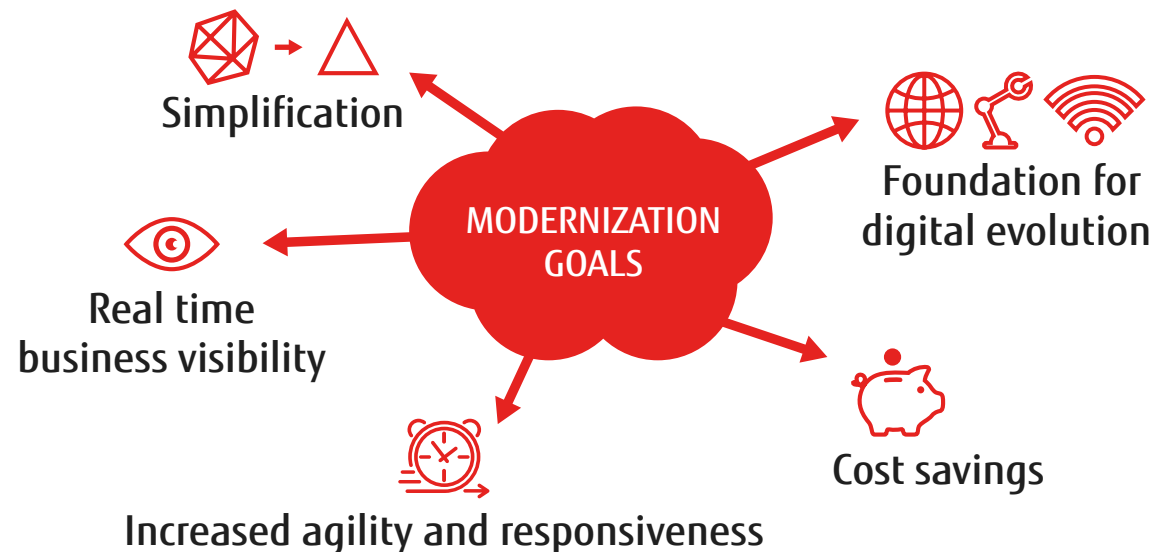 Simplification
Foundation for
digital evolution
MODERNIZATION
GOALS
Real time
business visibility
Cost savings
Increased agility and responsiveness